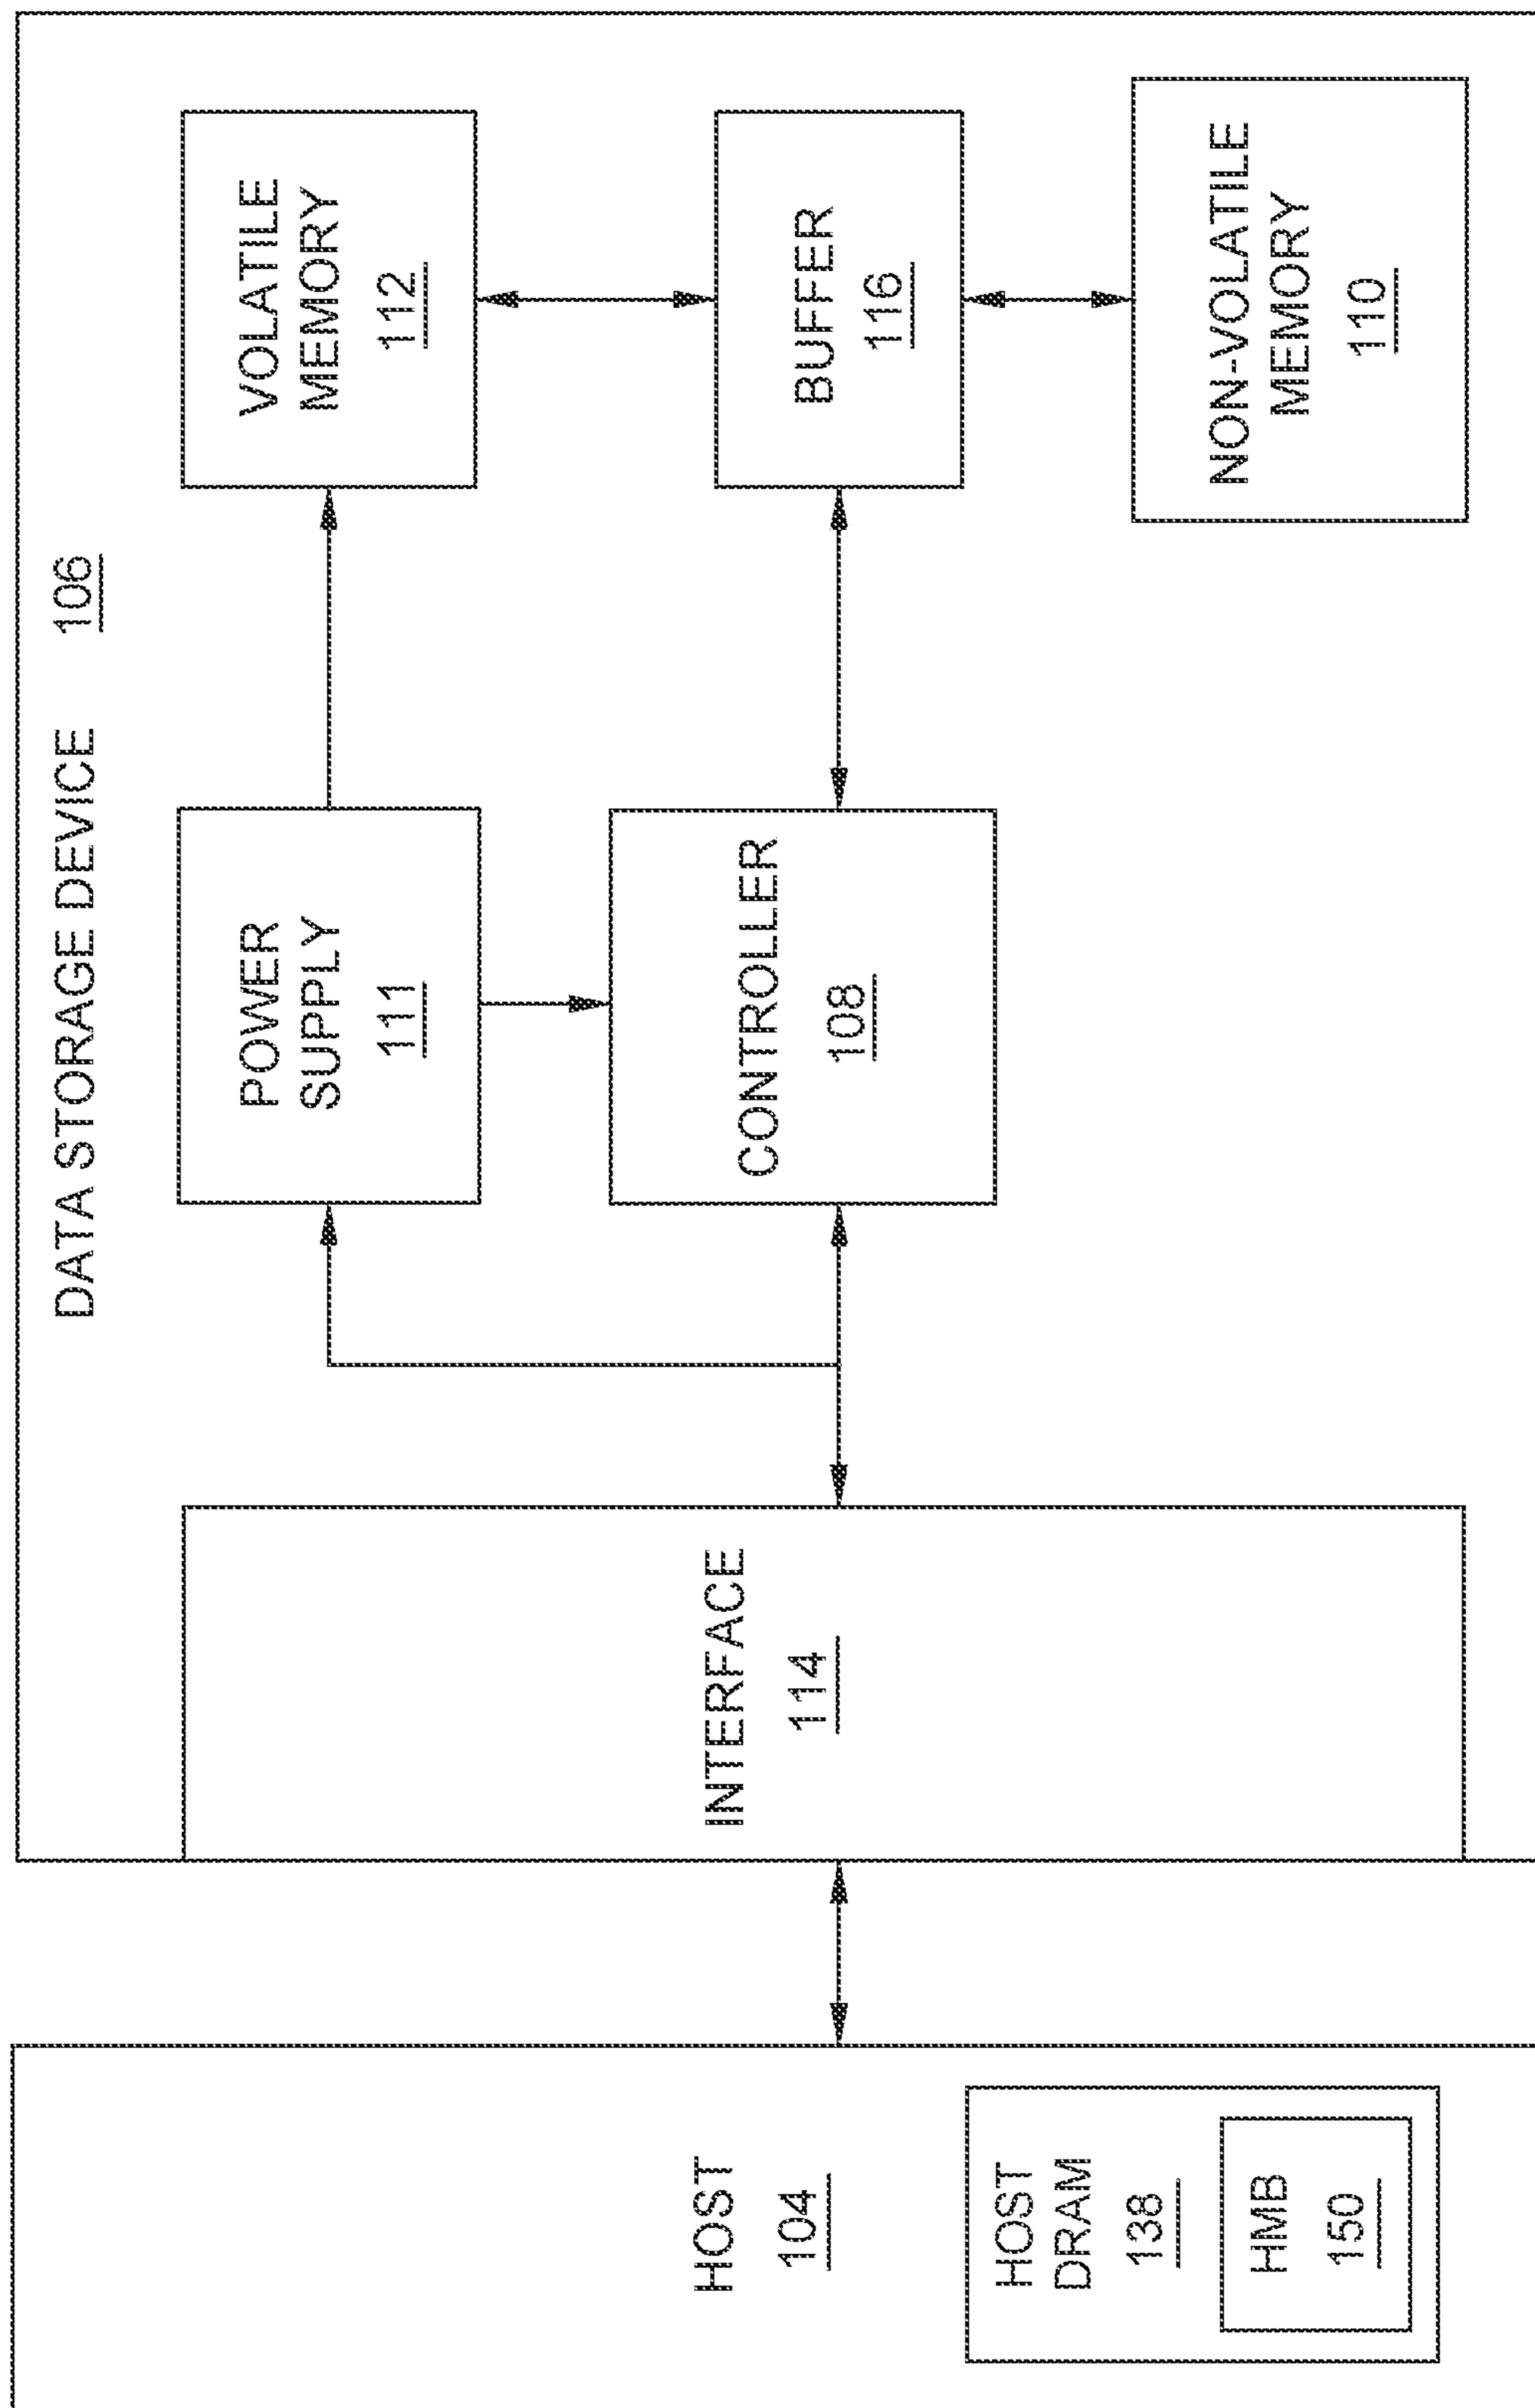 DATA STORAGE DEVICE 106
HOST
104
HOST
DRAM
138
HMB
150
INTERFACE
114
POWER
SUPPLY
111
CONTROLLER
108
VOLATILE
MEMORY
112
BUFFER
116
NON-VOLATILE
MEMORY
110